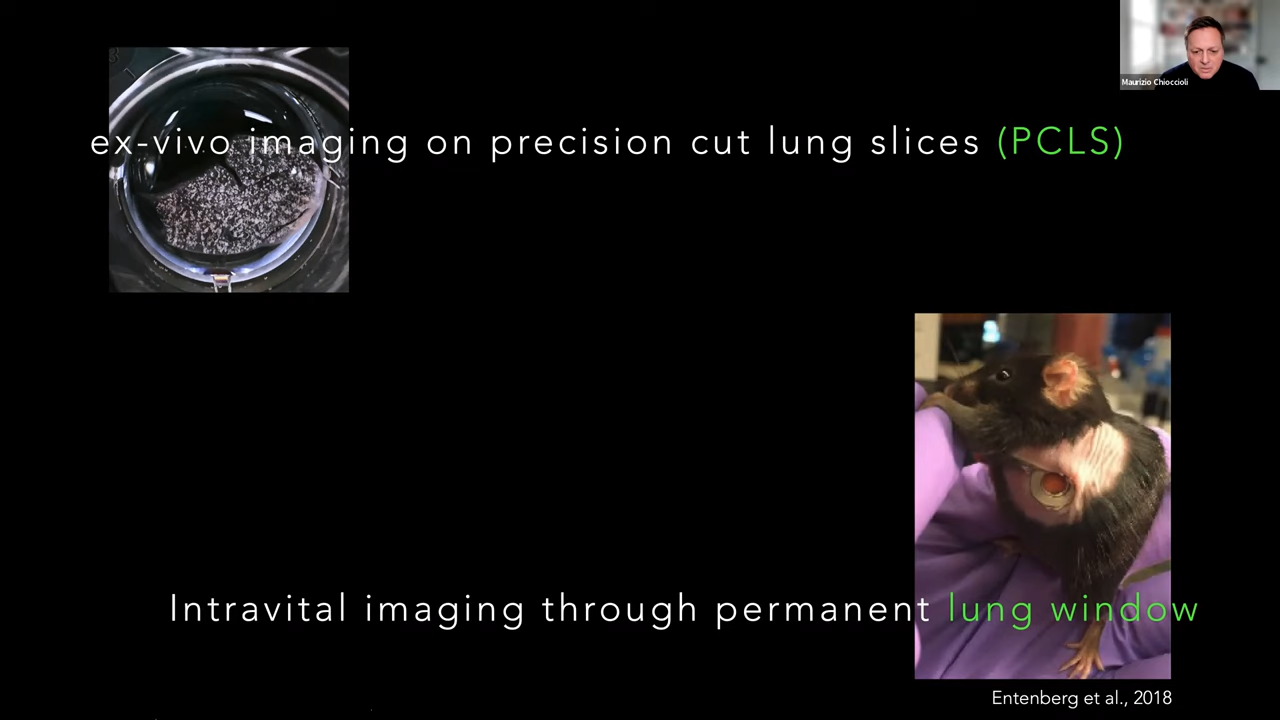 Maurizio Chioccioli
ex-vivo imaging on precision cut lung slices (PCLS)
Intravital imaging through permanent lung window
Entenberg et al., 2018